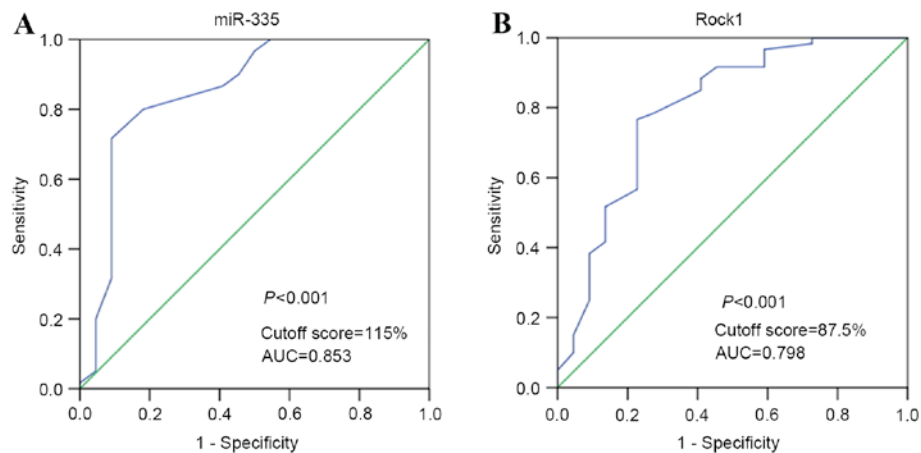 A
miR-335
Sensitivity
1.0
0.8
0.6
0.4
0.2
0.0
P<0.001
Cutoff score=115%
AUC=0.853
0.0 0.2 0.4 0.6 0.8 1.0
1 - Specificity
B
Rock1
Sensitivity
1.0
0.8
0.6
0.4
0.2
0.0
P<0.001
Cutoff score=87.5%
AUC=0.798
0.0 0.2 0.4 0.6 0.8 1.0
1 - Specificity